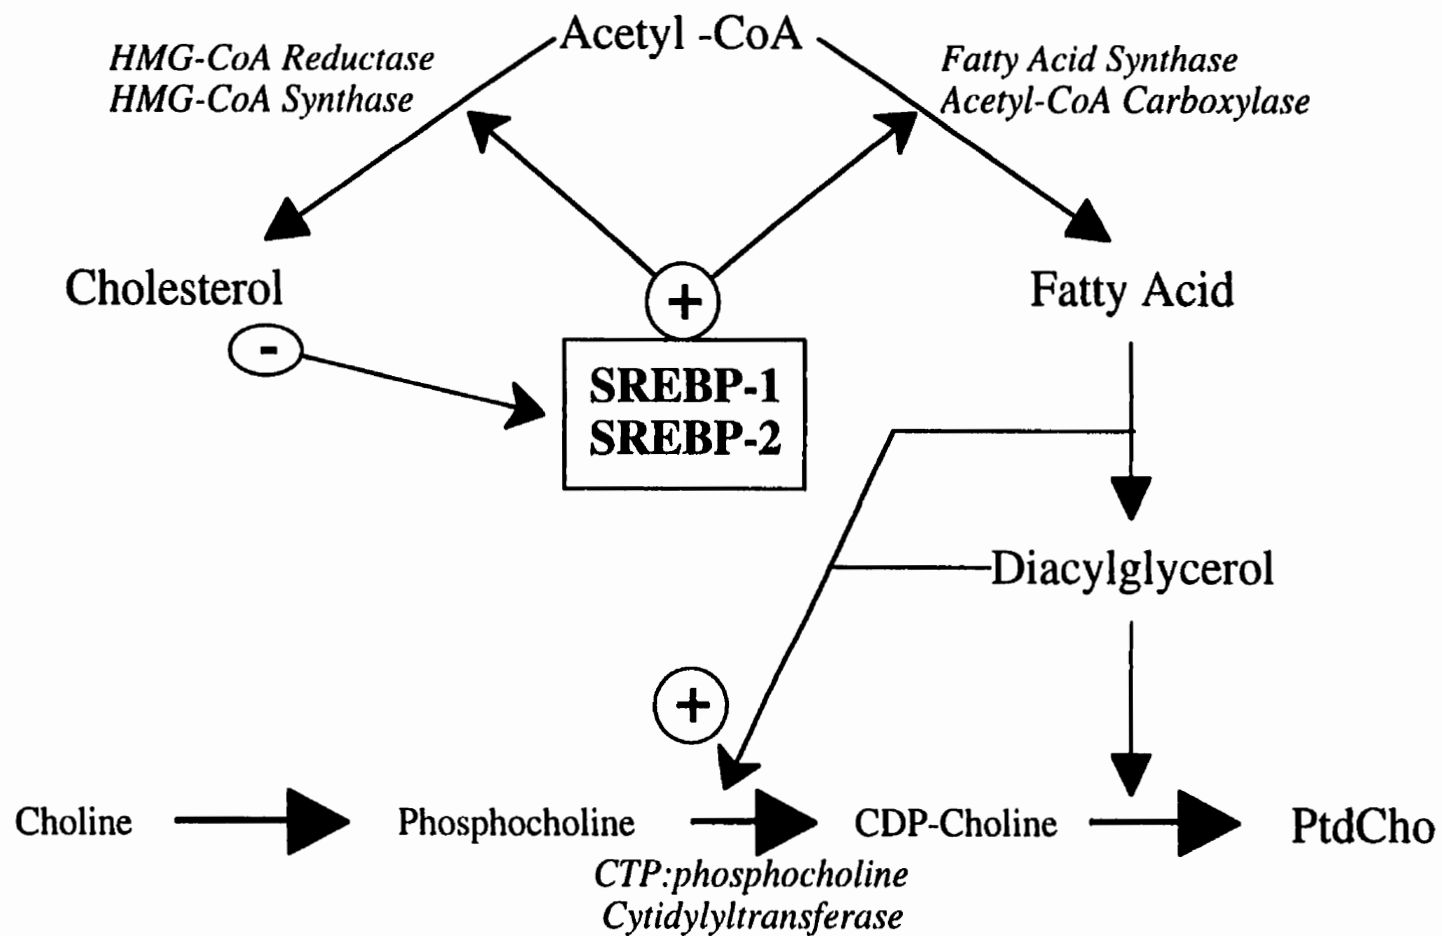 Acetyl -CoA
HMG-CoA Reductase
HMG-CoA Synthase
Fatty Acid Synthase
Acetyl-CoA Carboxylase
Cholesterol
+
Fatty Acid
-
SREBP-1
SREBP-2
Diacylglycerol
+
Choline
Phosphocholine
CDP-Choline
PtdCho
CTP:phosphocholine
Cytidylyltransferase